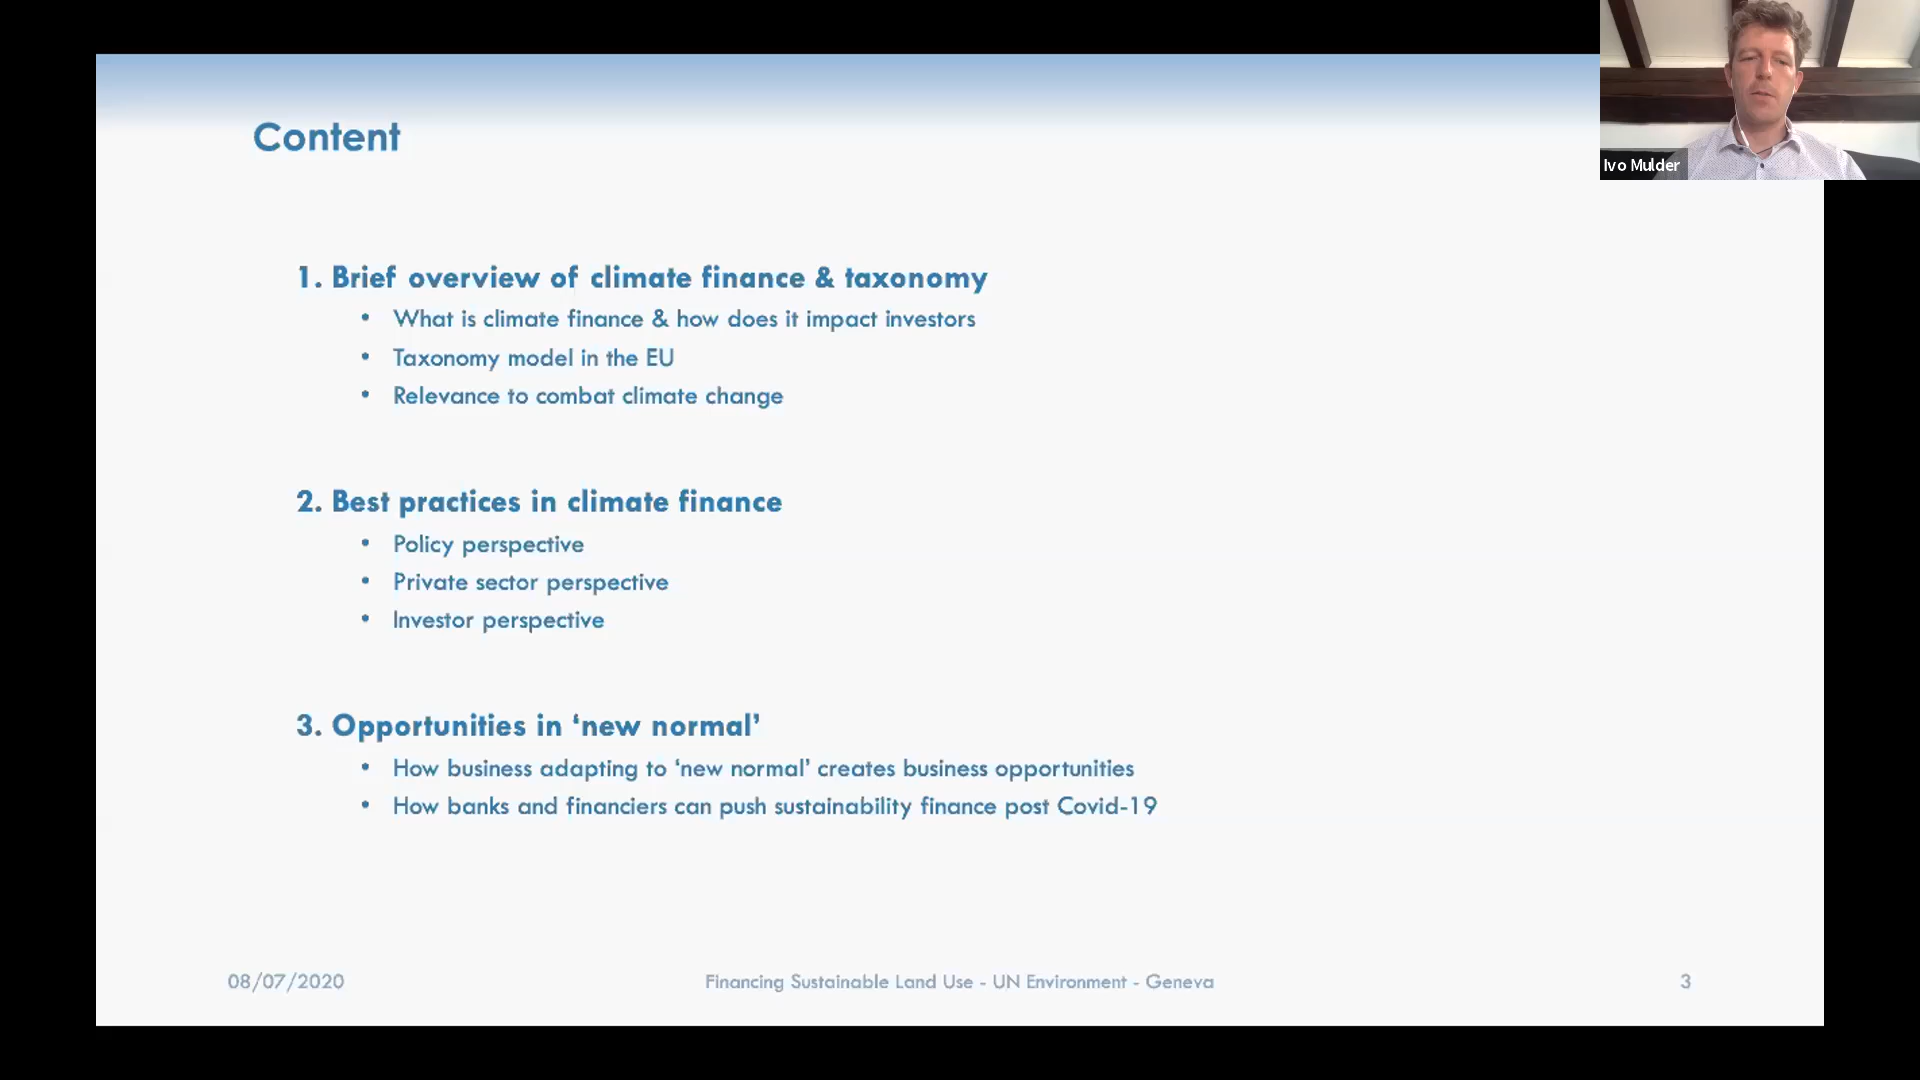 Content
1. Brief overview of climate finance & taxonomy
• What is climate finance & how does it impact investors
• Taxonomy model in the EU
• Relevance to combat climate change
2. Best practices in climate finance
• Policy perspective
• Private sector perspective
• Investor perspective
3. Opportunities in ‘new normal’
• How business adapting to ‘new normal’ creates business opportunities
• How banks and financiers can push sustainability finance post Covid-19
08/07/2020
Financing Sustainable Land Use - UN Environment - Geneva
3
Ivo Mulder